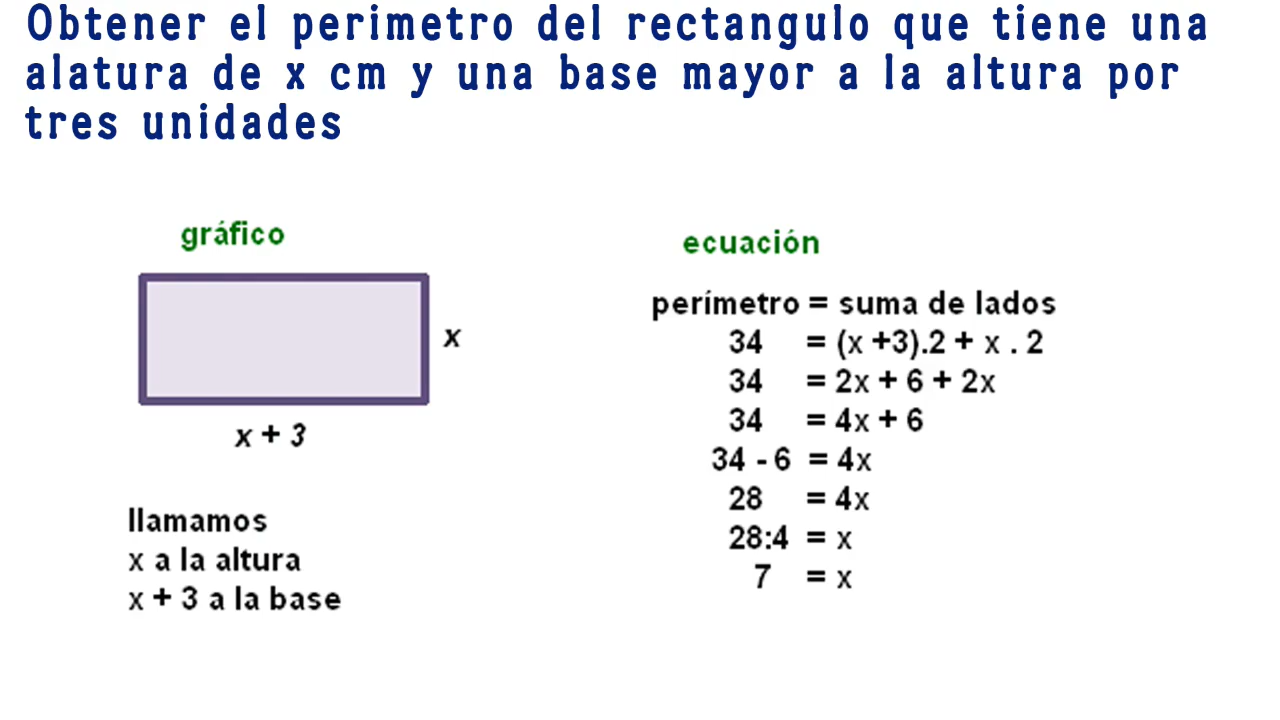 Obtener el perimetro del rectangulo que tiene una
alatura de x cm y una base mayor a la altura por
tres unidades
gráfico
x
x + 3
llamamos
x a la altura
x + 3 a la base
ecuación
perímetro = suma de lados
34 = (x +3).2 + x . 2
34 = 2x + 6 + 2x
34 = 4x + 6
34 - 6 = 4x
28 = 4x
28:4 = x
7 = x